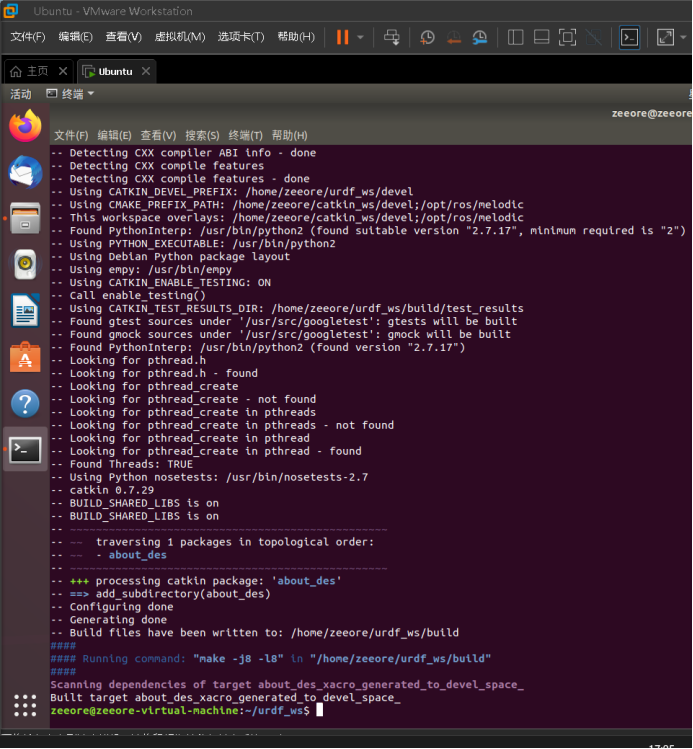 Ubuntu - VMware Workstation
文件(F) 编辑(E) 查看(V) 虚拟机(M) 选项卡(T) 帮助(H)
主页 Ubuntu
活动 终端
zeeore@zeeore
文件(F) 编辑(E) 查看(V) 搜索(S) 终端(T) 帮助(H)
-- Detecting CXX compiler ABI info - done
-- Detecting CXX compile features
-- Detecting CXX compile features - done
-- Using CATKIN_DEVEL_PREFIX: /home/zeeore/urdf_ws/devel
-- Using CMAKE_PREFIX_PATH: /home/zeeore/catkin_ws/devel;/opt/ros/melodic
-- This workspace overlays: /home/zeeore/catkin_ws/devel;/opt/ros/melodic
-- Found PythonInterp: /usr/bin/python2 (found suitable version "2.7.17", minimum required is "2")
-- Using PYTHON_EXECUTABLE: /usr/bin/python2
-- Using Debian Python package layout
-- Using empy: /usr/bin/empy
-- Using CATKIN_ENABLE_TESTING: ON
-- Call enable_testing()
-- Using CATKIN_TEST_RESULTS_DIR: /home/zeeore/urdf_ws/build/test_results
-- Found gtest sources under '/usr/src/googletest': gtests will be built
-- Found gmock sources under '/usr/src/googletest': gmock will be built
-- Found PythonInterp: /usr/bin/python2 (found version "2.7.17")
-- Looking for pthread.h
-- Looking for pthread.h - found
-- Looking for pthread_create
-- Looking for pthread_create - not found
-- Looking for pthread_create in pthreads
-- Looking for pthread_create in pthreads - not found
-- Looking for pthread_create in pthread
-- Looking for pthread_create in pthread - found
-- Found Threads: TRUE
-- Using Python nosetests: /usr/bin/nosetests-2.7
-- catkin 0.7.29
-- BUILD_SHARED_LIBS is on
-- BUILD_SHARED_LIBS is on
-- ~~~~~~~~~~~~~~~~~~~~~~~~~~~~~~~~~~~~~~~~~~~~~~~~~
-- ~~  traversing 1 packages in topological order:
-- ~~  - about_des
-- ~~~~~~~~~~~~~~~~~~~~~~~~~~~~~~~~~~~~~~~~~~~~~~~~~
-- +++ processing catkin package: 'about_des'
-- ==> add_subdirectory(about_des)
-- Configuring done
-- Generating done
-- Build files have been written to: /home/zeeore/urdf_ws/build
####
#### Running command: "make -j8 -l8" in "/home/zeeore/urdf_ws/build"
####
Scanning dependencies of target about_des_xacro_generated_to_devel_space_
Built target about_des_xacro_generated_to_devel_space_
zeeore@zeeore-virtual-machine:~/urdf_ws$